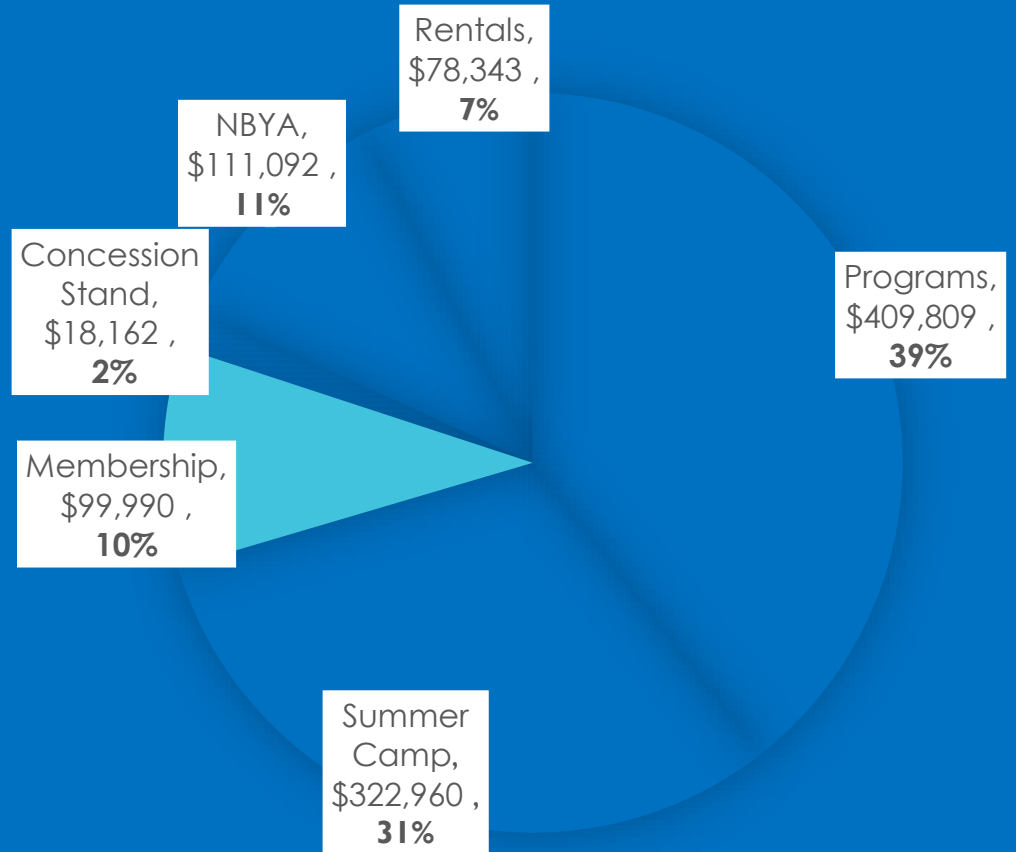 Rentals,
$78,343 ,
7%
NBYA,
$111,092 ,
11%
Concession
Stand,
$18,162 ,
2%
Programs,
$409,809 ,
39%
Membership,
$99,990 ,
10%
Summer
Camp,
$322,960 ,
31%